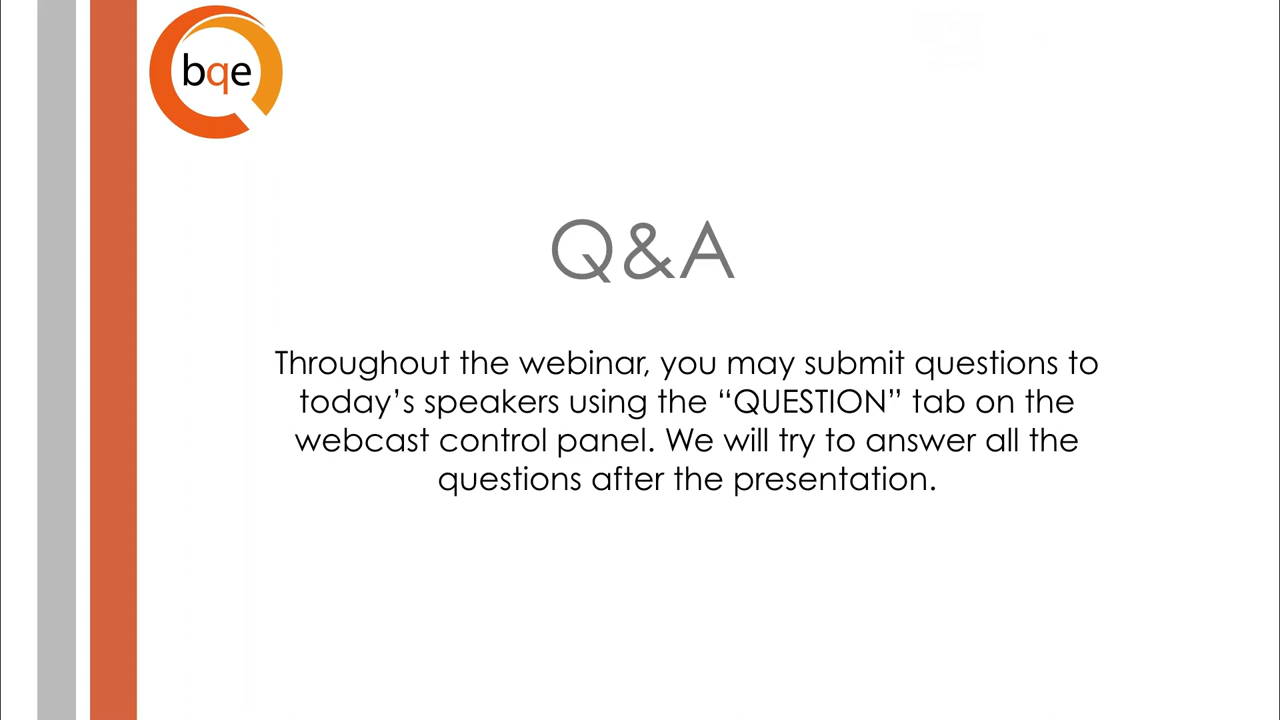 bqe
Q&A
Throughout the webinar, you may submit questions to
today’s speakers using the “QUESTION” tab on the
webcast control panel. We will try to answer all the
questions after the presentation.